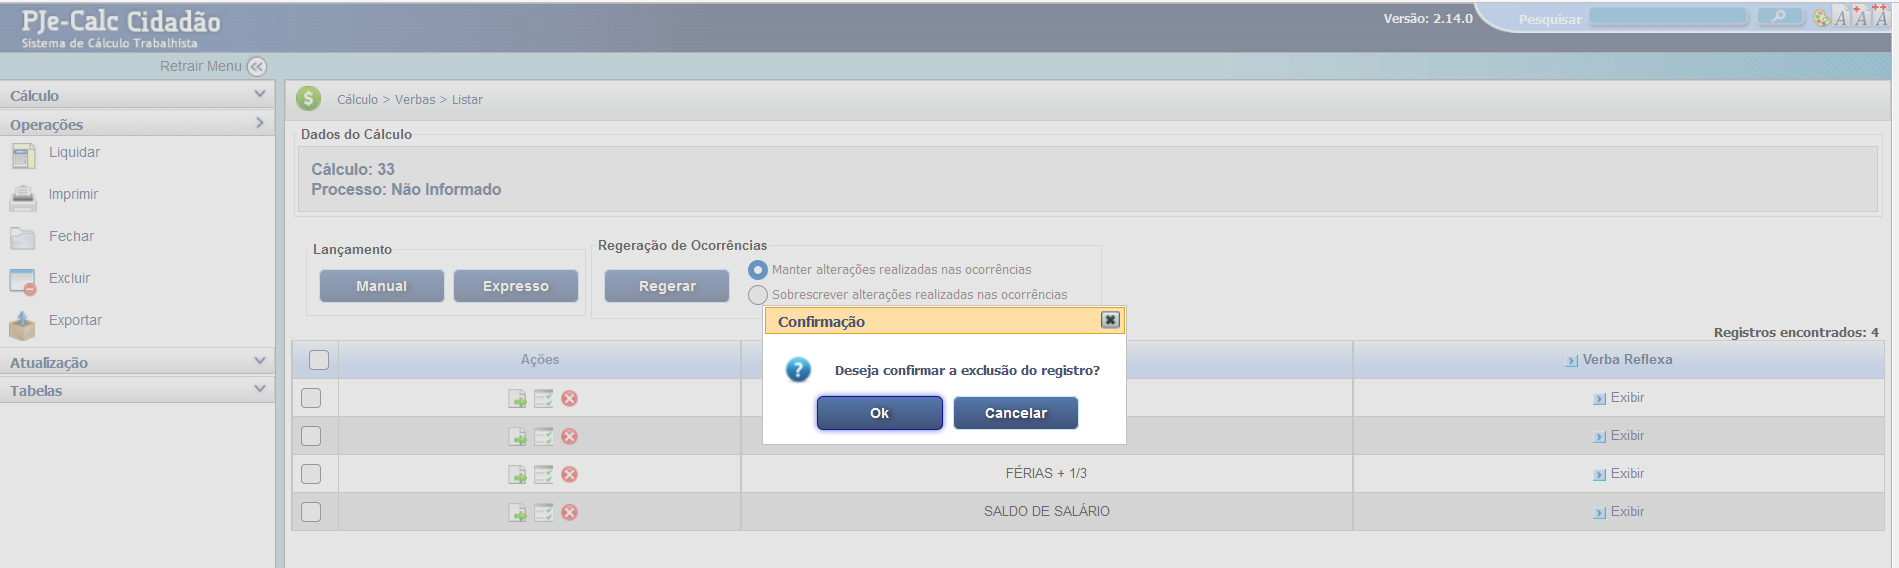 PJe-Calc Cidadão
Sistema de Cálculo Trabalhista
Versão: 2.14.0
Pesquisar
A A A
Retrair Menu
Cálculo
Operações
Liquidar
Imprimir
Fechar
Excluir
Exportar
Atualização
Tabelas
Cálculo > Verbas > Listar
Dados do Cálculo
Cálculo: 33
Processo: Não Informado
Lançamento
Manual
Expresso
Regeração de Ocorrências
Regerar
Manter alterações realizadas nas ocorrências
Sobrescrever alterações realizadas nas ocorrências
Confirmação
Deseja confirmar a exclusão do registro?
Ok
Cancelar
Registros encontrados: 4
Ações
Verba Reflexa
Exibir
Exibir
FÉRIAS + 1/3
Exibir
SALDO DE SALÁRIO
Exibir